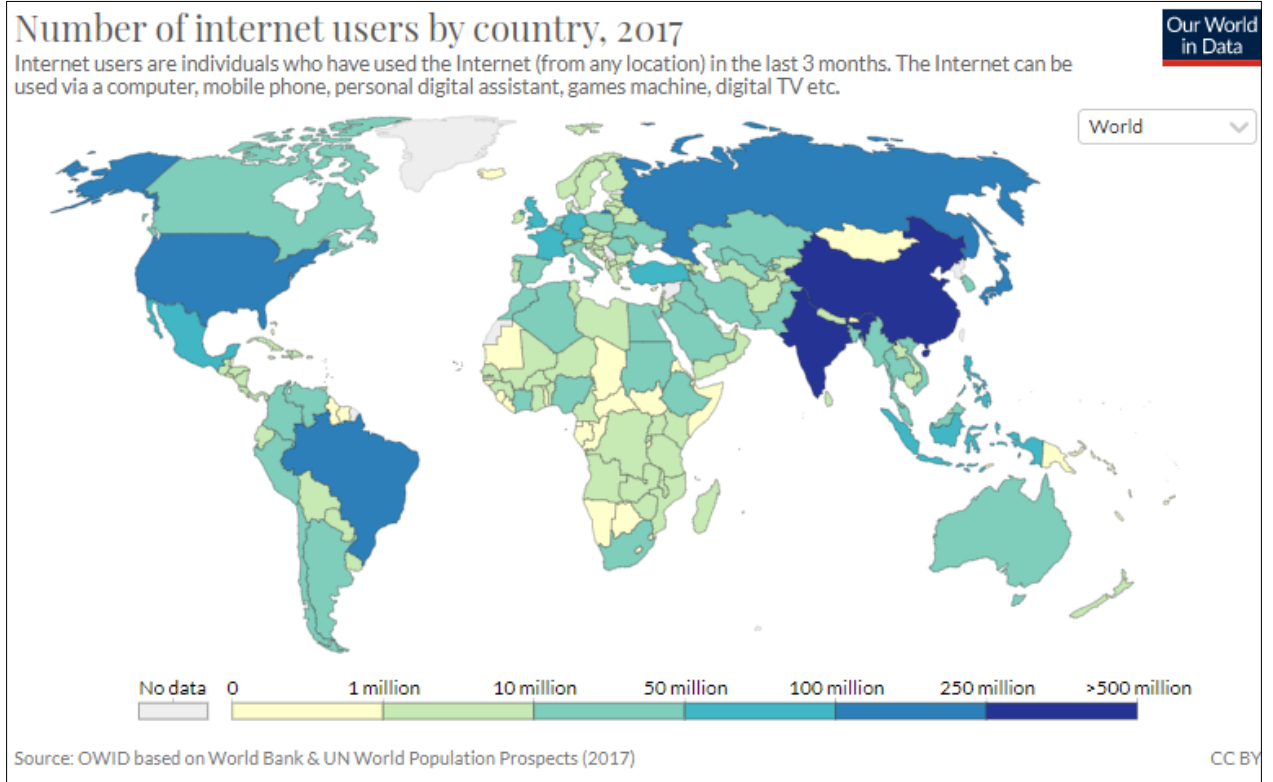 Number of internet users by country, 2017
Our World
in Data
Internet users are individuals who have used the Internet (from any location) in the last 3 months. The Internet can be
used via a computer, mobile phone, personal digital assistant, games machine, digital TV etc.
World
No data 0 1 million 10 million 50 million 100 million 250 million >500 million
Source: OWID based on World Bank & UN World Population Prospects (2017) CC BY